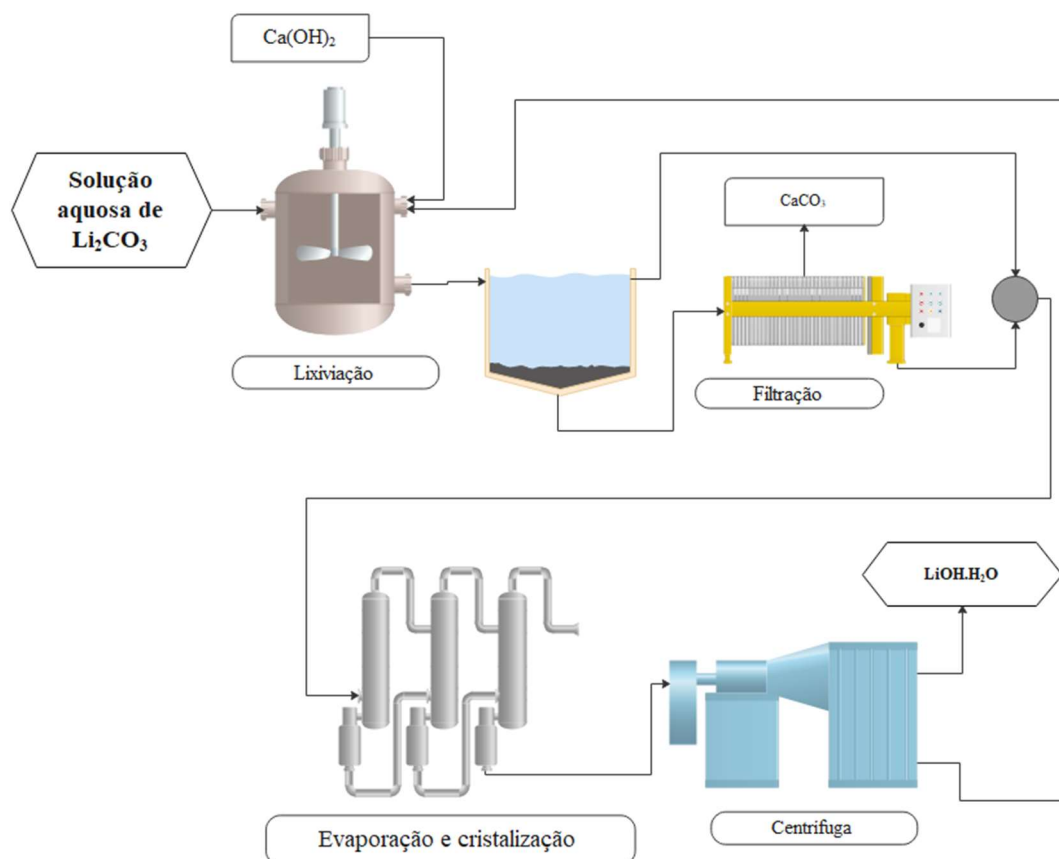 Ca(OH)₂
Solução
aquosa de
Li₂CO₃
CaCO₃
Lixiviação
Filtração
LiOH.H₂O
Evaporação e cristalização
Centrifuga